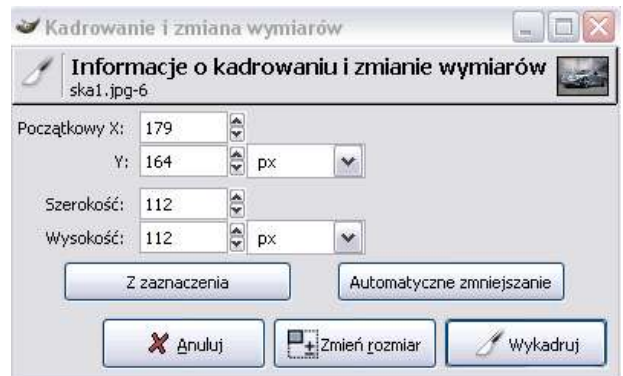 Kadrowanie i zmiana wymiarów
Informacje o kadrowaniu i zmianie wymiarów
ska1.jpg-6
Początkowy X: 179
Y: 164 px
Szerokość: 112
Wysokość: 112 px
Z zaznaczenia Automatyczne zmniejszanie
Anuluj Zmień rozmiar Wykadruj